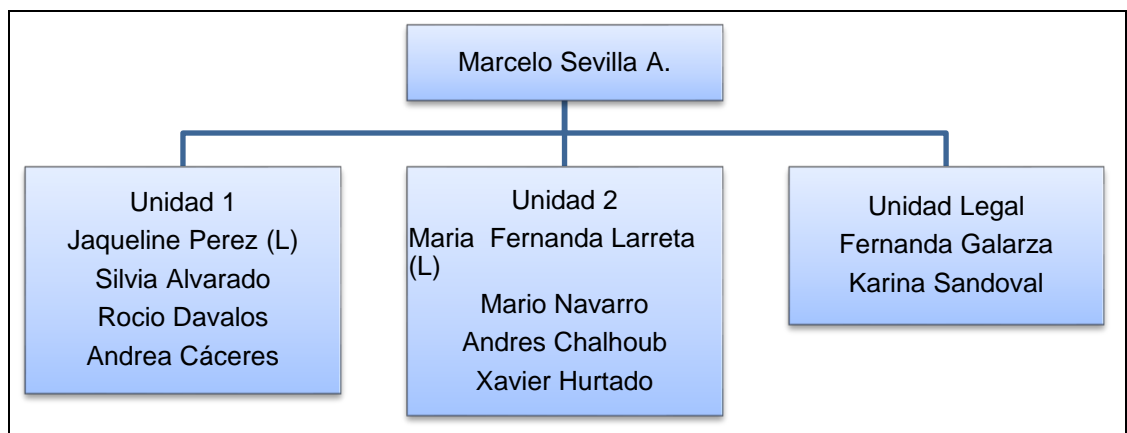 Marcelo Sevilla A.
Unidad 1
Jaqueline Perez (L)
Silvia Alvarado
Rocio Davalos
Andrea Cáceres
Unidad 2
Maria Fernanda Larreta
(L)
Mario Navarro
Andres Chalhoub
Xavier Hurtado
Unidad Legal
Fernanda Galarza
Karina Sandoval